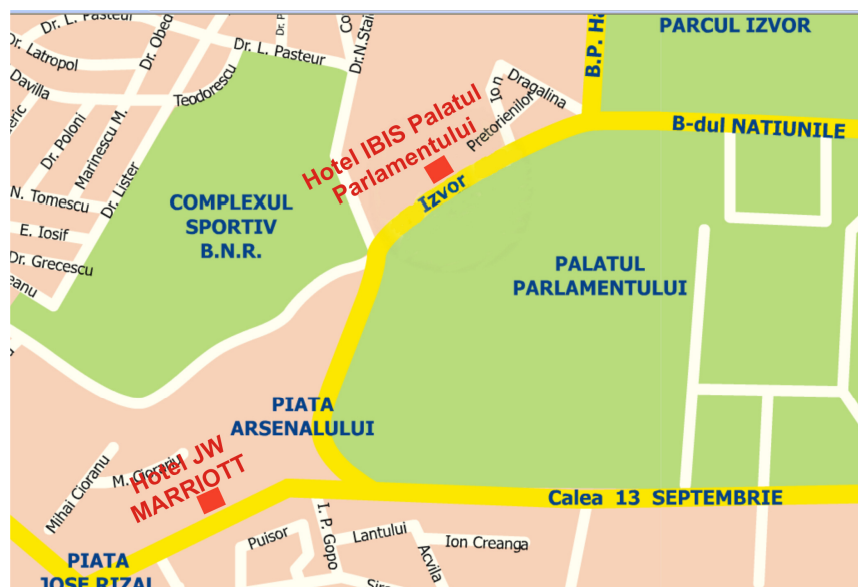 Dr. L. Pasteur
Dr. Latropol
Davilla
Dr. Obed
Dr. L. Pasteur
Dr.N.Stai
Teodorescu
Dr. Poloni
Marinescu M.
Dr. Lister
N. Tomescu
E. Iosif
Dr. Grecescu
COMPLEXUL
SPORTIV
B.N.R.
Hotel IBIS Palatul
Parlamentului
Izvor
Ion
Dragalina
Pretorienilor
B.P. Ha
PARCUL IZVOR
B-dul NATIUNILE
PALATUL
PARLAMENTULUI
PIATA
ARSENALULUI
Hotel JW
MARRIOTT
M. Cioranu
Mihai Cioranu
Calea 13 SEPTEMBRIE
I. P. Gopo
Puisor
Lantului
Acvila
Ion Creanga
PIATA
JOSE RIZAL